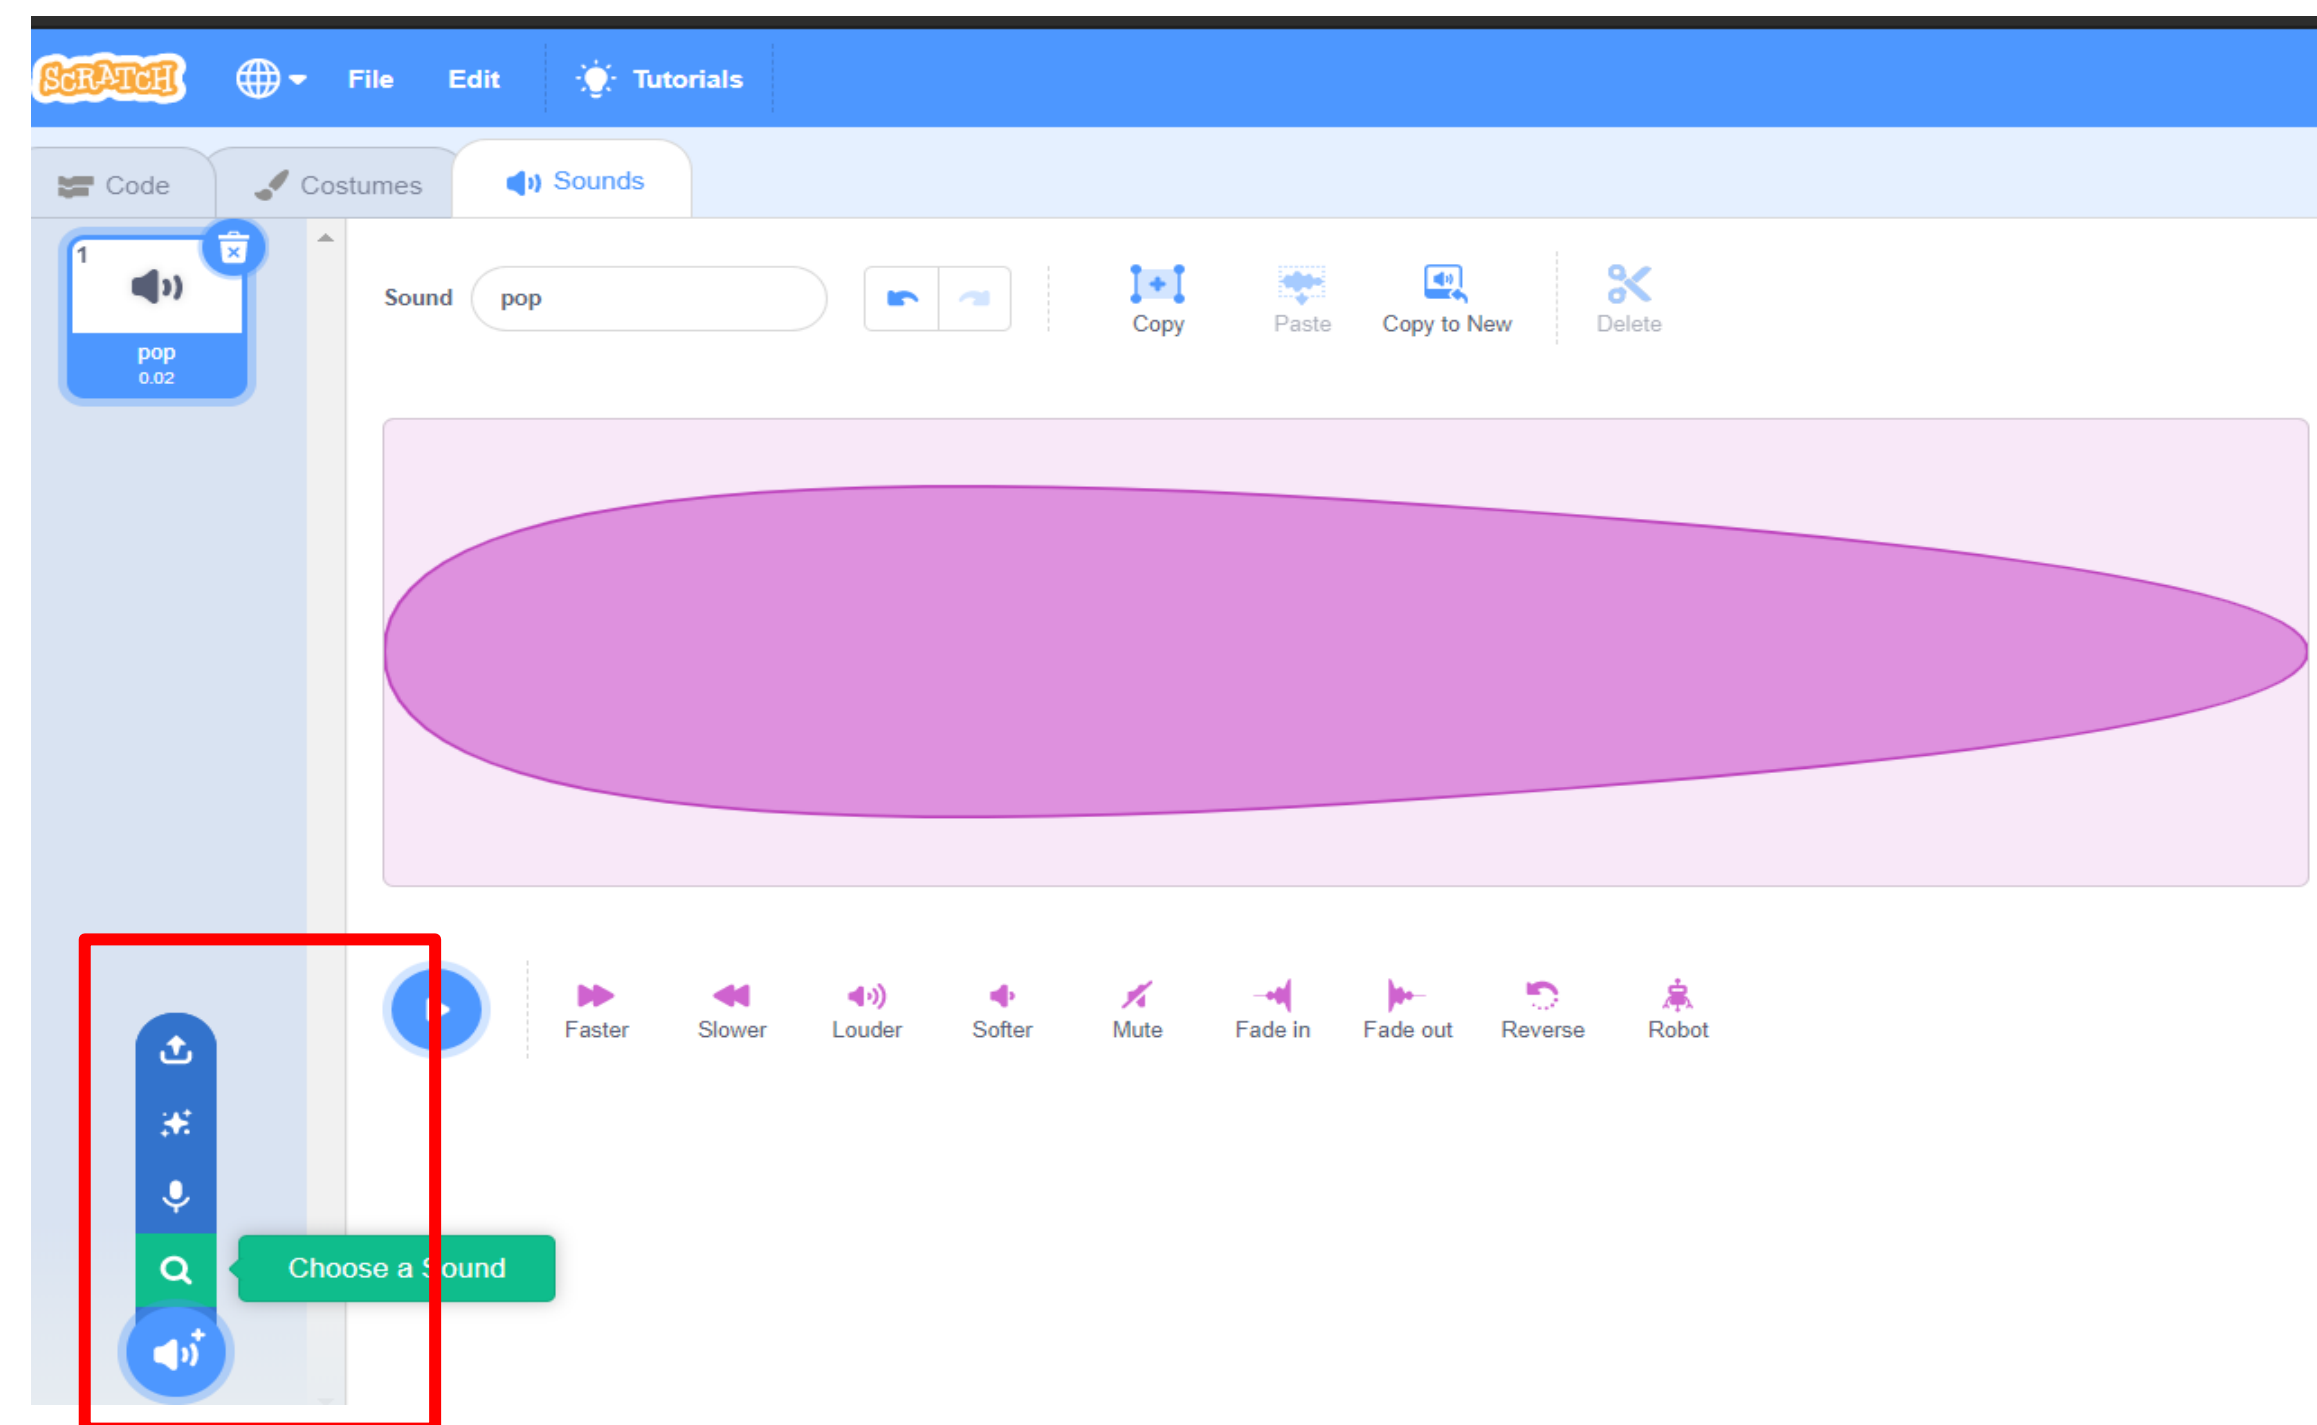 SCRATCH File Edit Tutorials
Code Costumes Sounds
1
pop
0.02
Sound pop
Copy Paste Copy to New Delete
Faster Slower Louder Softer Mute Fade in Fade out Reverse Robot
Choose a Sound